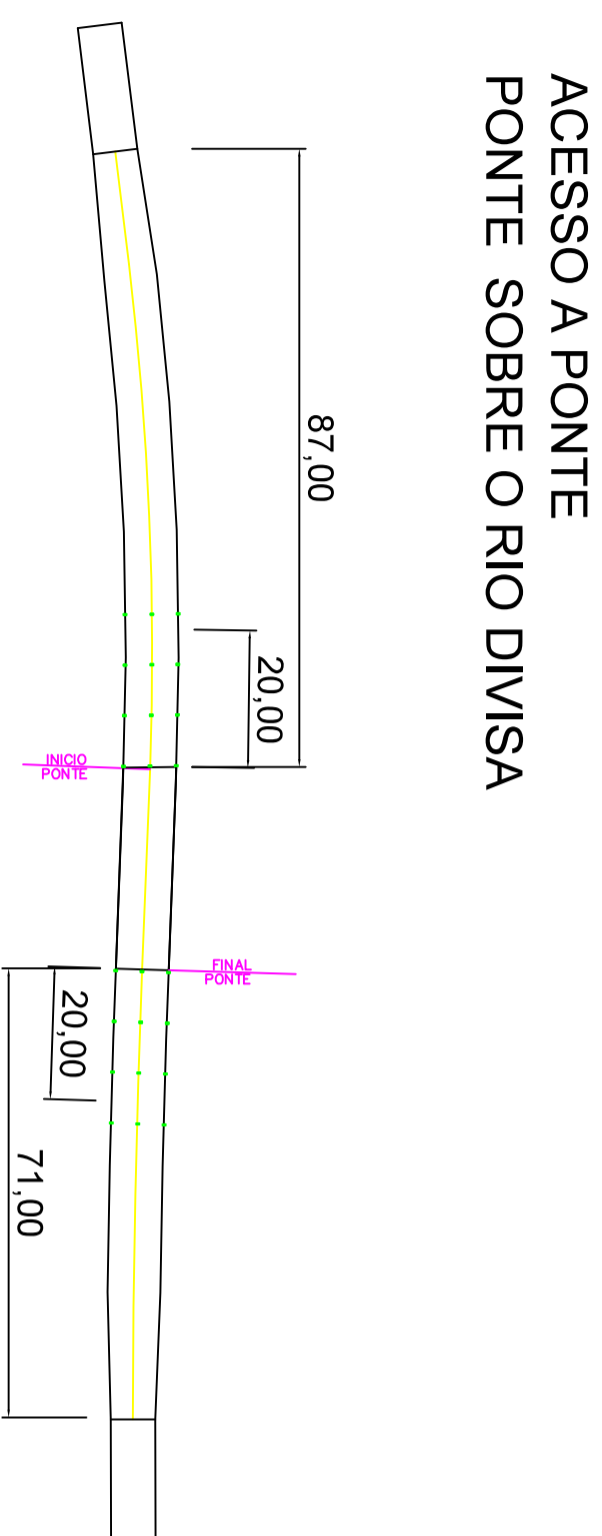 ACESSO A PONTE
PONTE SOBRE O RIO DIVISA
87,00
20,00
INICIO
PONTE
FINAL
PONTE
20,00
71,00